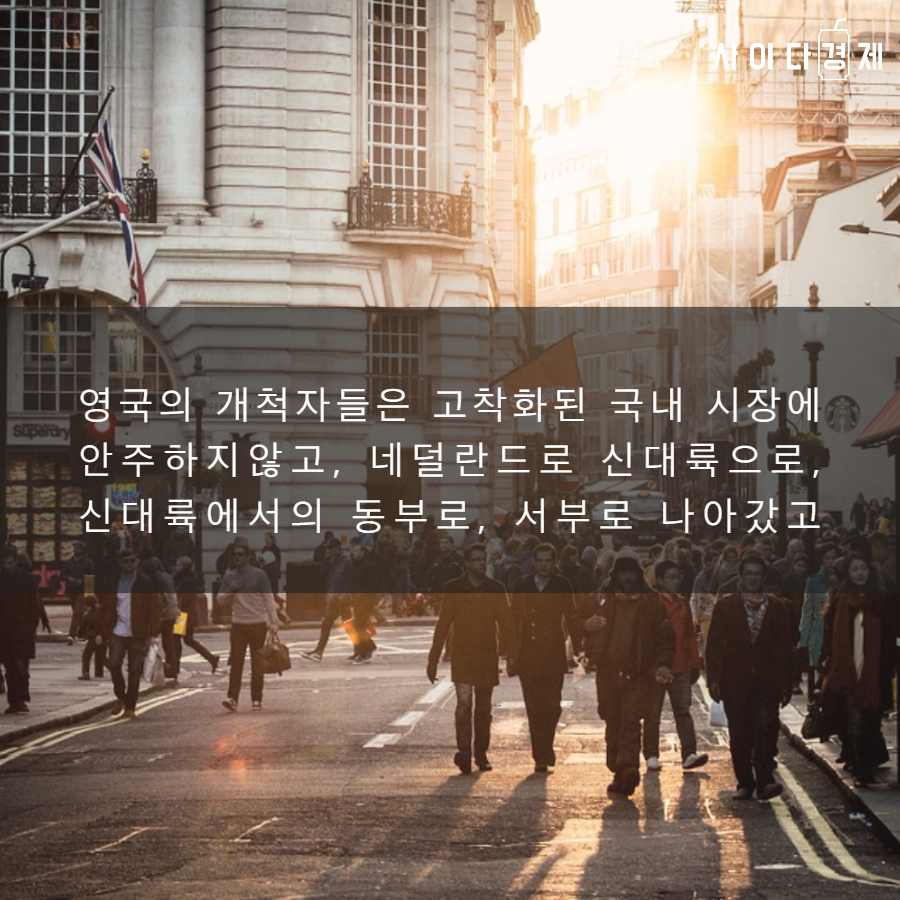 사이다경제
Superdry
영국의 개척자들은 고착화된 국내 시장에
안주하지않고, 네덜란드로 신대륙으로,
신대륙에서의 동부로, 서부로 나아갔고